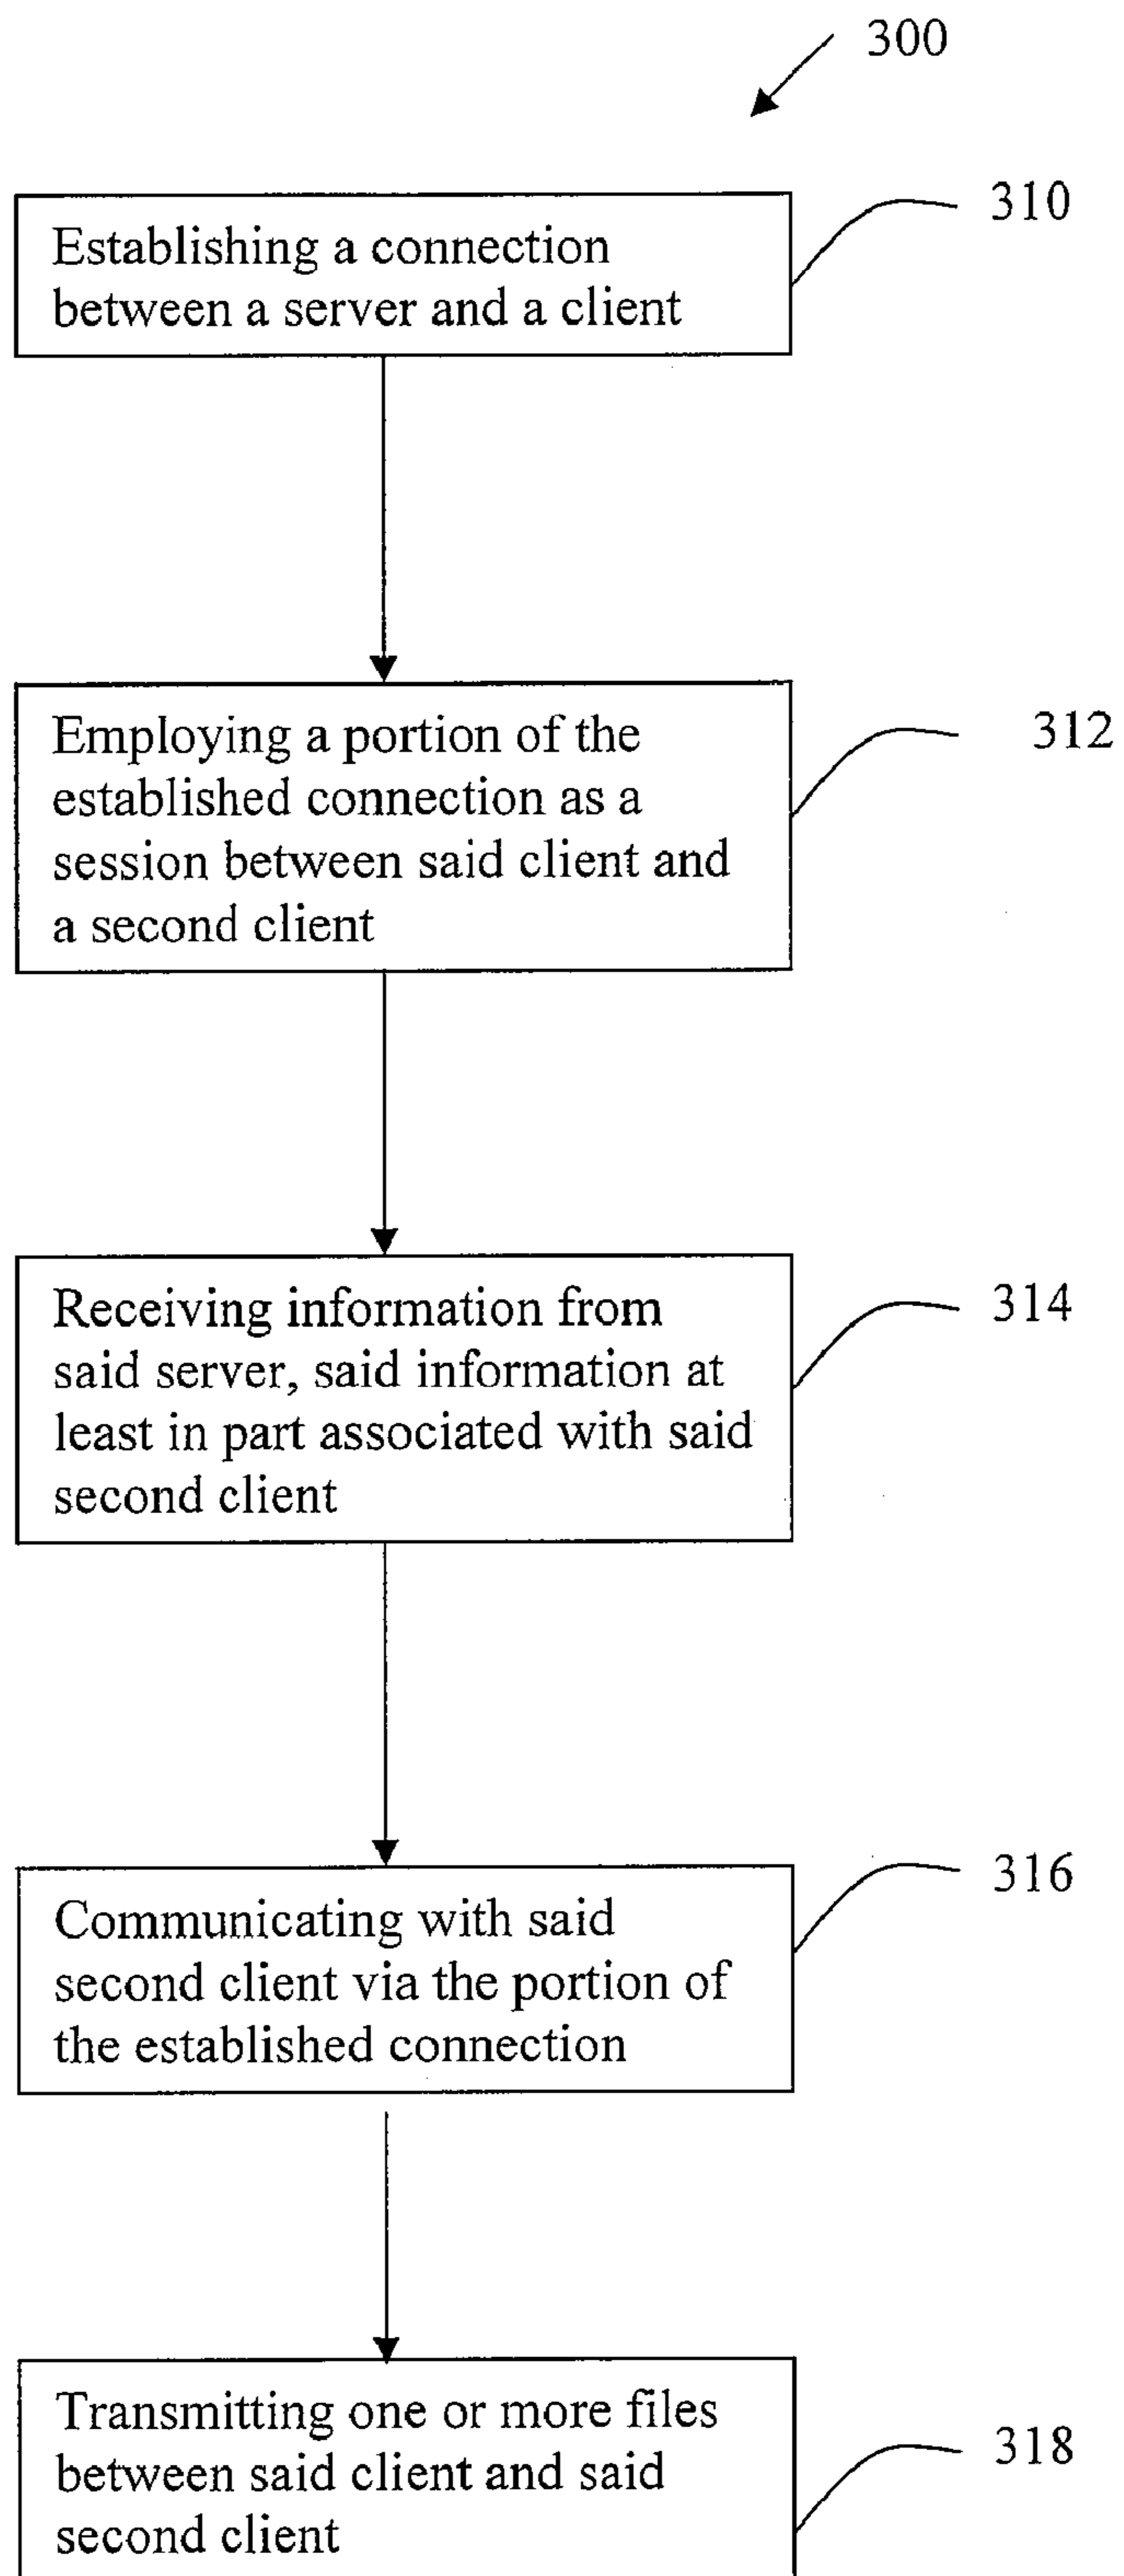 300
310
Establishing a connection
between a server and a client
312
Employing a portion of the
established connection as a
session between said client and
a second client
314
Receiving information from
said server, said information at
least in part associated with said
second client
316
Communicating with said
second client via the portion of
the established connection
318
Transmitting one or more files
between said client and said
second client